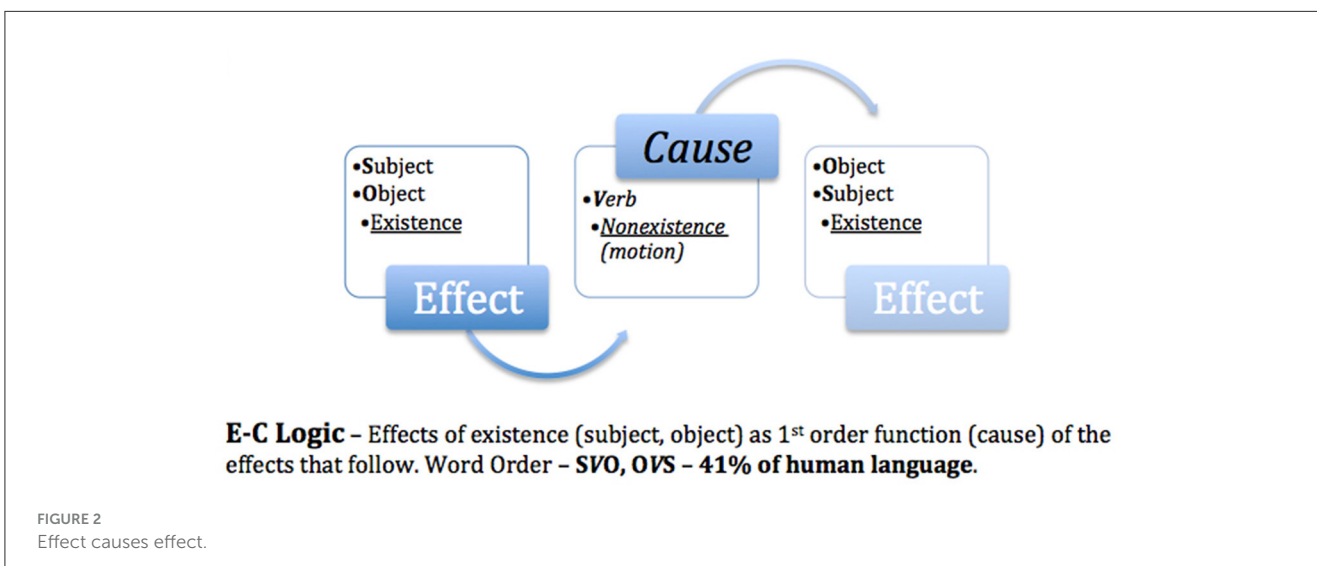 •Subject
•Object
•Existence
Effect
Cause
•Verb
•Nonexistence
(motion)
•Object
•Subject
•Existence
Effect
E-C Logic – Effects of existence (subject, object) as 1st order function (cause) of the
effects that follow. Word Order – SVO, OVS – 41% of human language.
FIGURE 2
Effect causes effect.